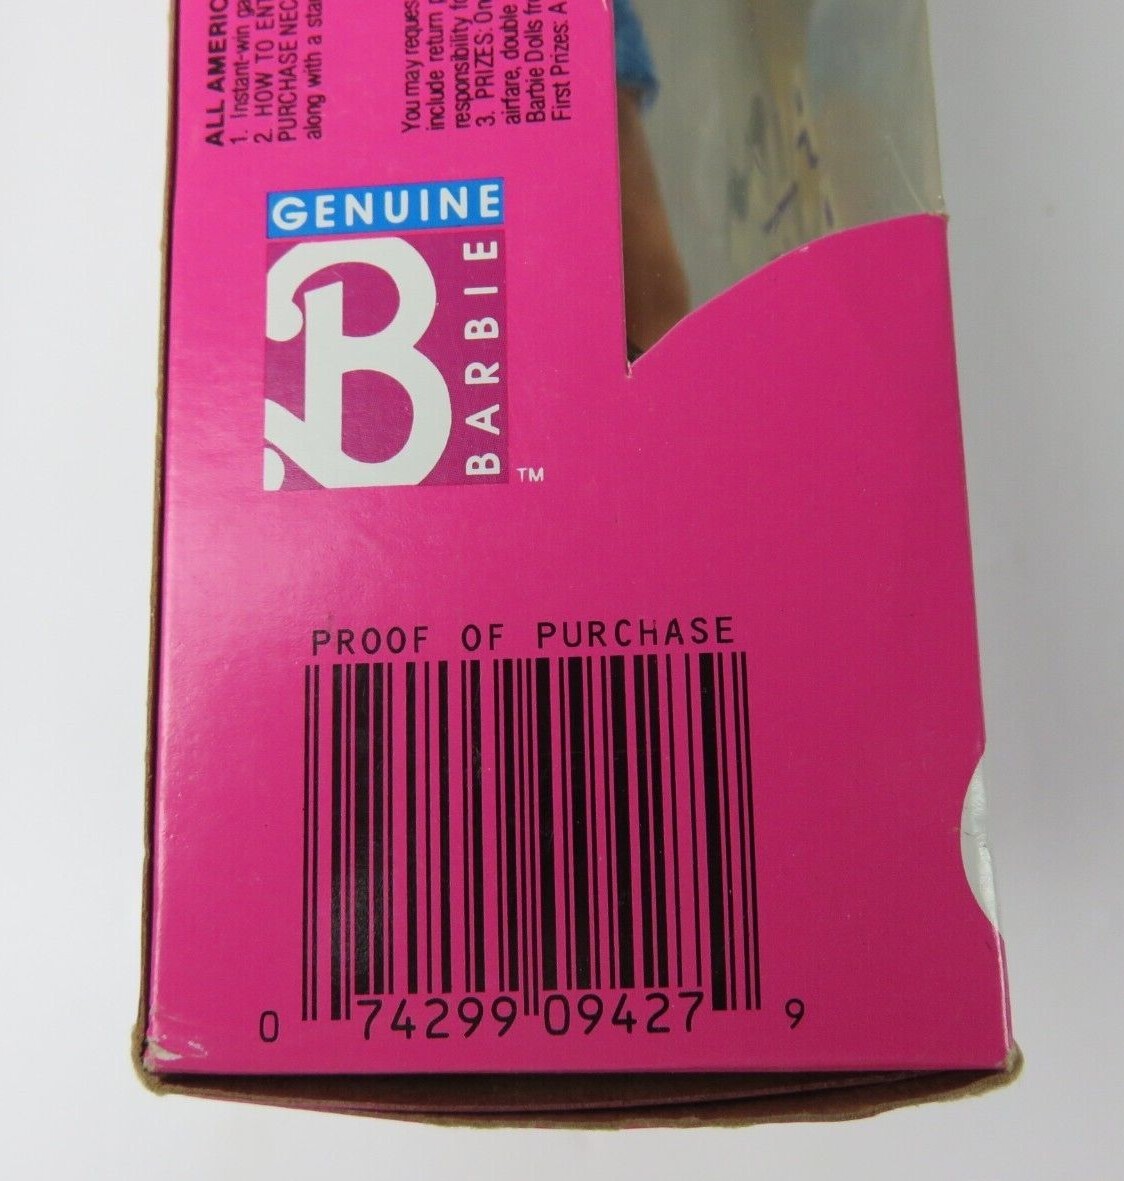 ALL AMERIC
1. Instant-win ga
2. HOW TO ENT
PURCHASE NEC
along with a sta
You may reques
include return p
responsibility fo
3. PRIZES: On
airfare, double
Barbie Dolls fro
First Prizes: A
GENUINE
B BARBIE TM
PROOF OF PURCHASE
0 74299 09427 9